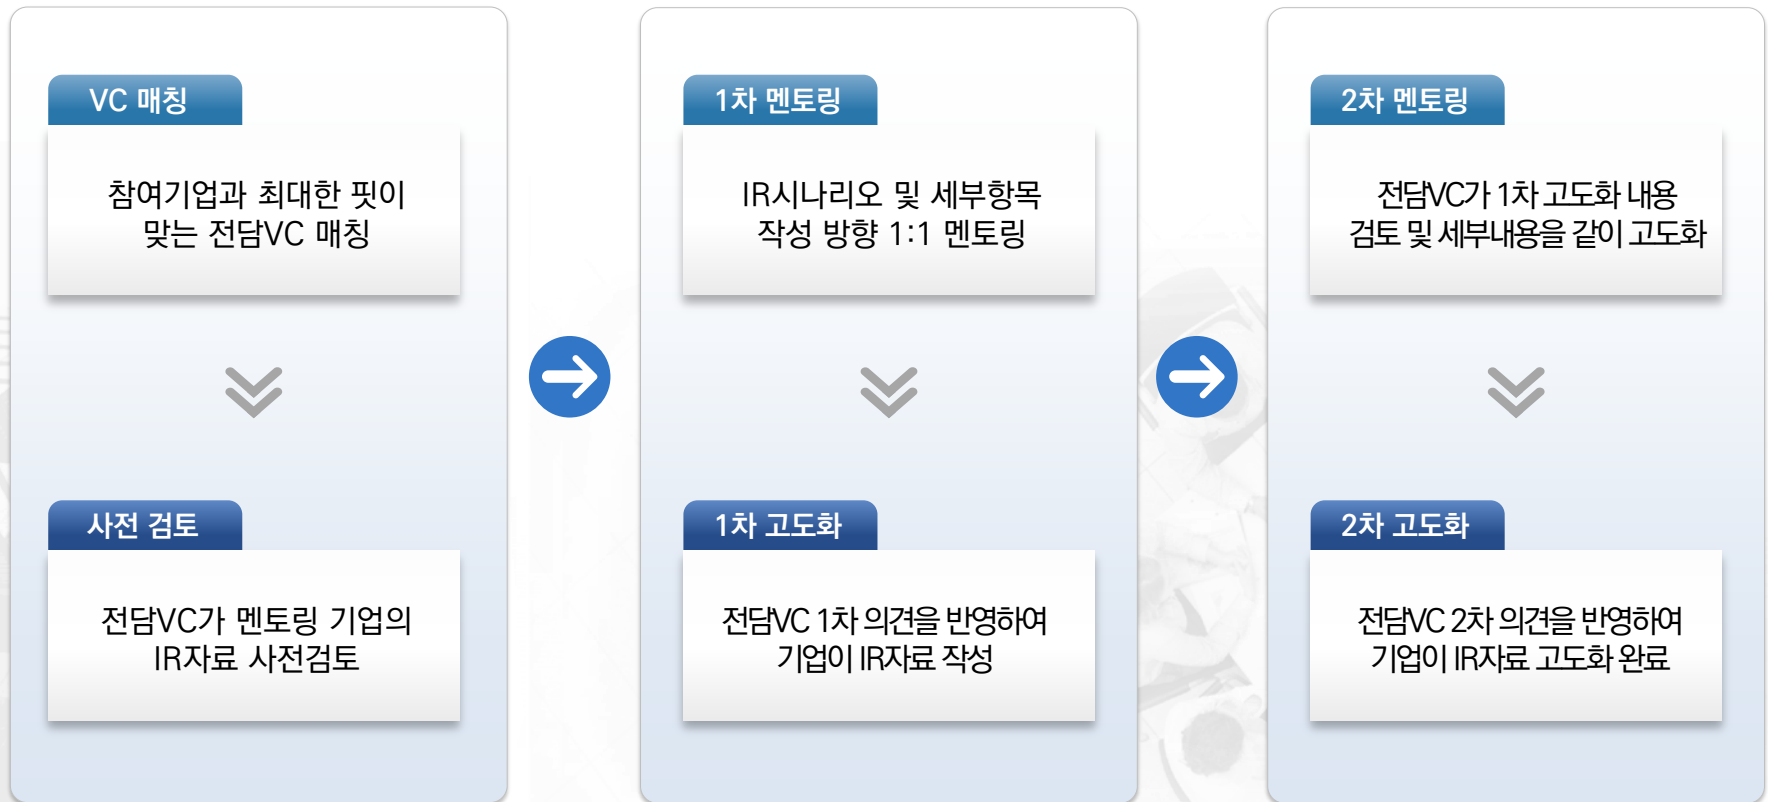 VC 매칭
참여기업과 최대한 핏이
맞는 전담VC 매칭
사전 검토
전담VC가 멘토링 기업의
IR자료 사전검토
1차 멘토링
IR시나리오 및 세부항목
작성 방향 1:1 멘토링
1차 고도화
전담VC 1차 의견을 반영하여
기업이 IR자료 작성
2차 멘토링
전담VC가 1차 고도화 내용
검토 및 세부내용을 같이 고도화
2차 고도화
전담VC 2차 의견을 반영하여
기업이 IR자료 고도화 완료